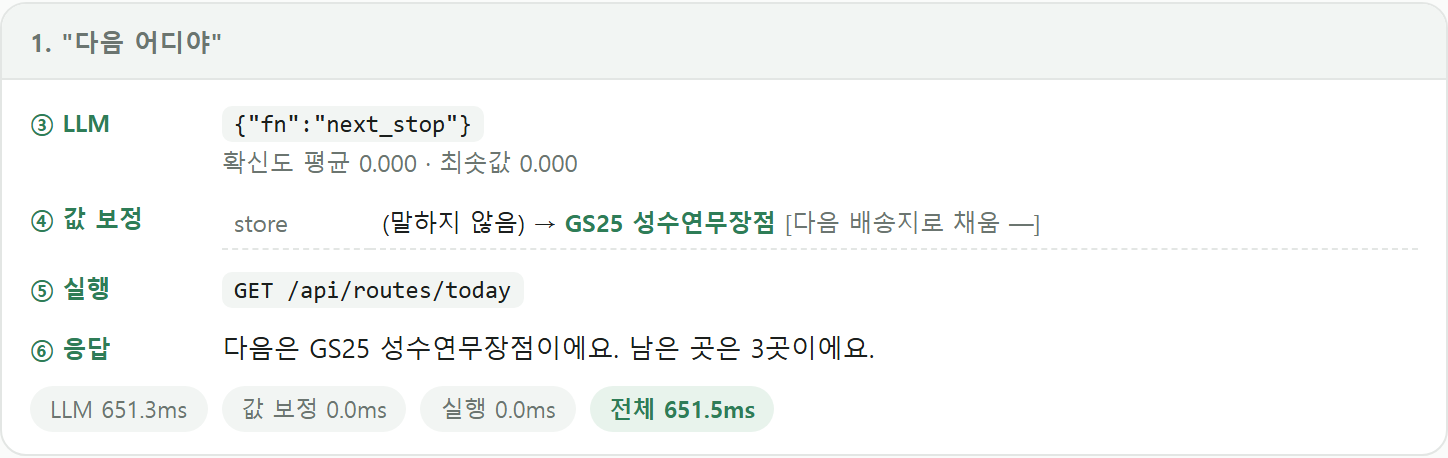 1. "다음 어디야"
③ LLM {"fn":"next_stop"}
확신도 평균 0.000 · 최솟값 0.000
④ 값 보정 store (말하지 않음) → GS25 성수연무장점 [다음 배송지로 채움 —]
⑤ 실행 GET /api/routes/today
⑥ 응답 다음은 GS25 성수연무장점이에요. 남은 곳은 3곳이에요.
LLM 651.3ms 값 보정 0.0ms 실행 0.0ms 전체 651.5ms